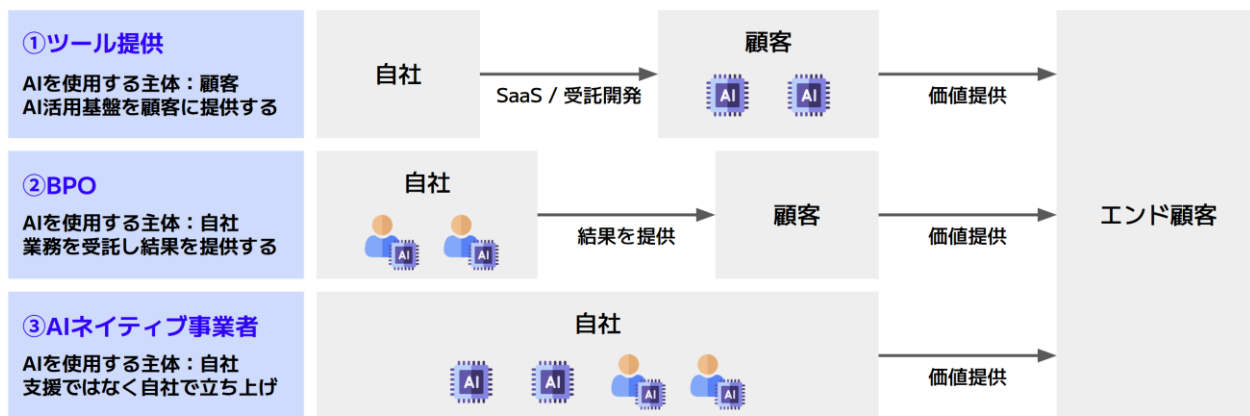 ①ツール提供
AIを使用する主体：顧客
AI活用基盤を顧客に提供する
自社
SaaS / 受託開発
顧客
AI
AI
価値提供
②BPO
AIを使用する主体：自社
業務を受託し結果を提供する
自社
AI
AI
結果を提供
顧客
価値提供
エンド顧客
③AIネイティブ事業者
AIを使用する主体：自社
支援ではなく自社で立ち上げ
自社
AI
AI
AI
AI
価値提供